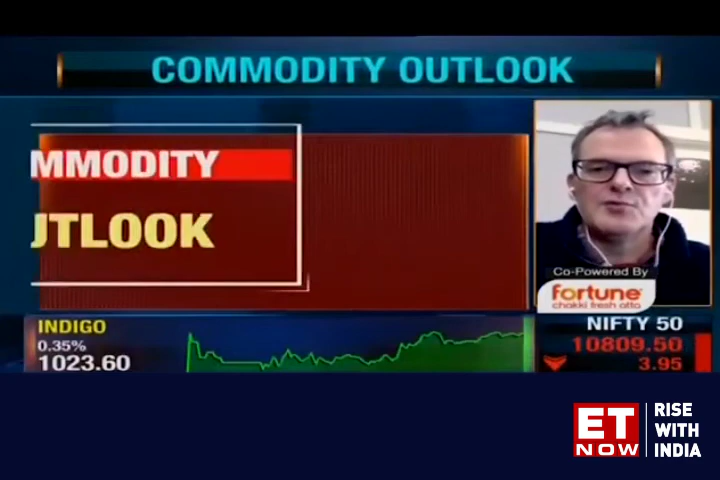 COMMODITY OUTLOOK
MMODITY
UTLOOK
Co-Powered By
fortune
chakki fresh atta
INDIGO
0.35%
1023.60
NIFTY 50
10809.50
3.95
ET
NOW
RISE
WITH
INDIA